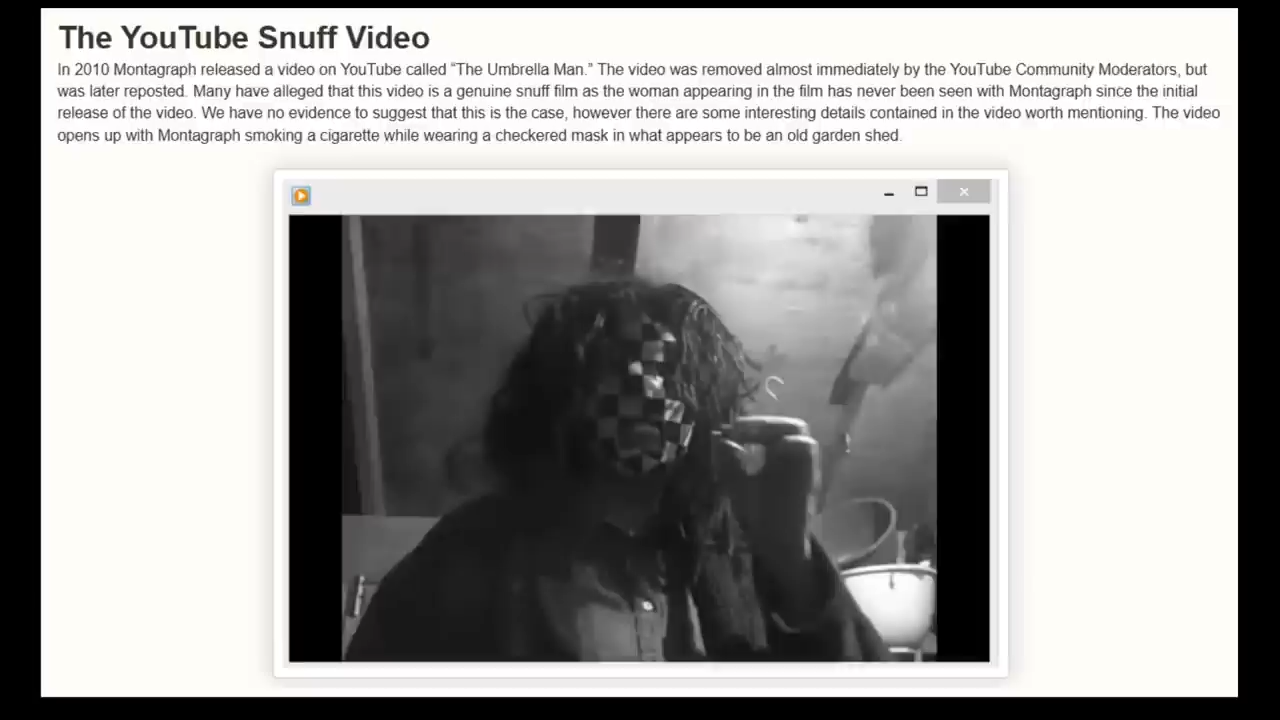 The YouTube Snuff Video
In 2010 Montagraph released a video on YouTube called “The Umbrella Man.” The video was removed almost immediately by the YouTube Community Moderators, but
was later reposted. Many have alleged that this video is a genuine snuff film as the woman appearing in the film has never been seen with Montagraph since the initial
release of the video. We have no evidence to suggest that this is the case, however there are some interesting details contained in the video worth mentioning. The video
opens up with Montagraph smoking a cigarette while wearing a checkered mask in what appears to be an old garden shed.